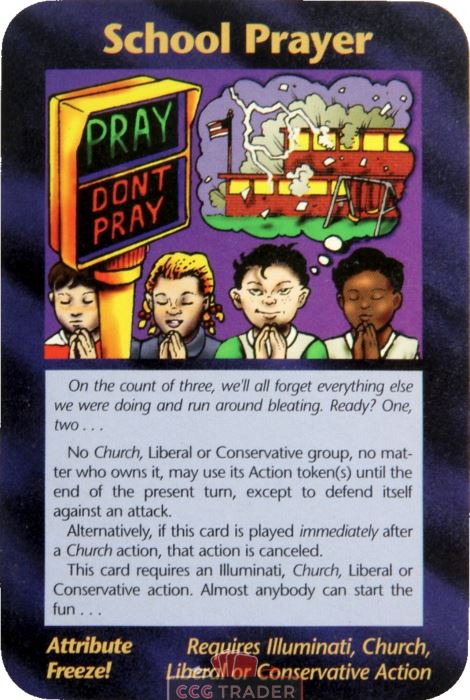 School Prayer
PRAY
DONT
PRAY
On the count of three, we'll all forget everything else
we were doing and run around bleating. Ready? One,
two . . .
No Church, Liberal or Conservative group, no mat-
ter who owns it, may use its Action token(s) until the
end of the present turn, except to defend itself
against an attack.
Alternatively, if this card is played immediately after
a Church action, that action is canceled.
This card requires an Illuminati, Church, Liberal or
Conservative action. Almost anybody can start the
fun . . .
Attribute
Freeze!
Requires Illuminati, Church,
Liberal or Conservative Action
CCG TRADER